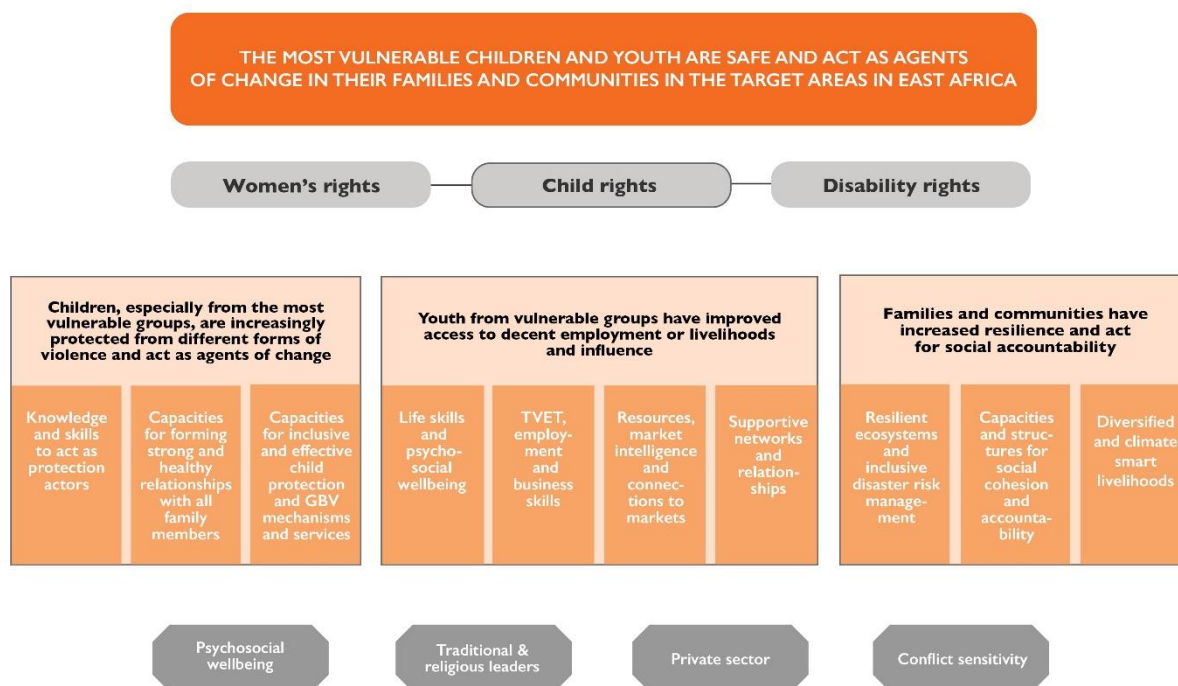 THE MOST VULNERABLE CHILDREN AND YOUTH ARE SAFE AND ACT AS AGENTS
OF CHANGE IN THEIR FAMILIES AND COMMUNITIES IN THE TARGET AREAS IN EAST AFRICA
Women's rights
Child rights
Disability rights
Children, especially from the most
vulnerable groups, are increasingly
protected from different forms of
violence and act as agents of change
Knowledge
and skills
to act as
protection
actors
Capacities
for forming
strong and
healthy
relationships
with all
family
members
Capacities
for inclusive
and effective
child
protection
and GBV
mechanisms
and services
Youth from vulnerable groups have improved
access to decent employment or livelihoods
and influence
Life skills
and
psycho-
social
wellbeing
TVET,
employ-
ment
and
business
skills
Resources,
market
intelligence
and
connec-
tions to
markets
Supportive
networks
and
relation-
ships
Families and communities have
increased resilience and act
for social accountability
Resilient
ecosystems
and
inclusive
disaster risk
manage-
ment
Capacities
and struc-
tures for
social
cohesion
and
accounta-
bility
Diversified
and climate
smart
livelihoods
Psychosocial
wellbeing
Traditional &
religious leaders
Private sector
Conflict sensitivity